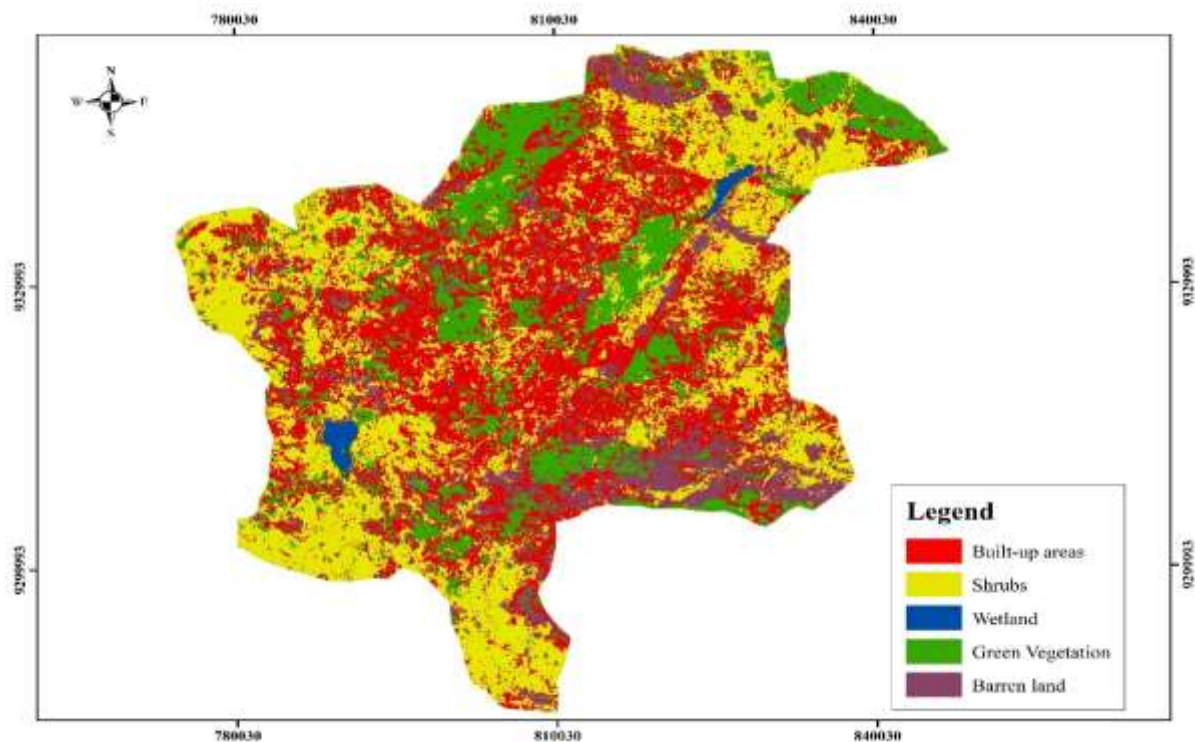 780030 810030 840030
N
W E
S
9329993 9329993
9299993 9299993
Legend
Built-up areas
Shrubs
Wetland
Green Vegetation
Barren land
780030 810030 840030